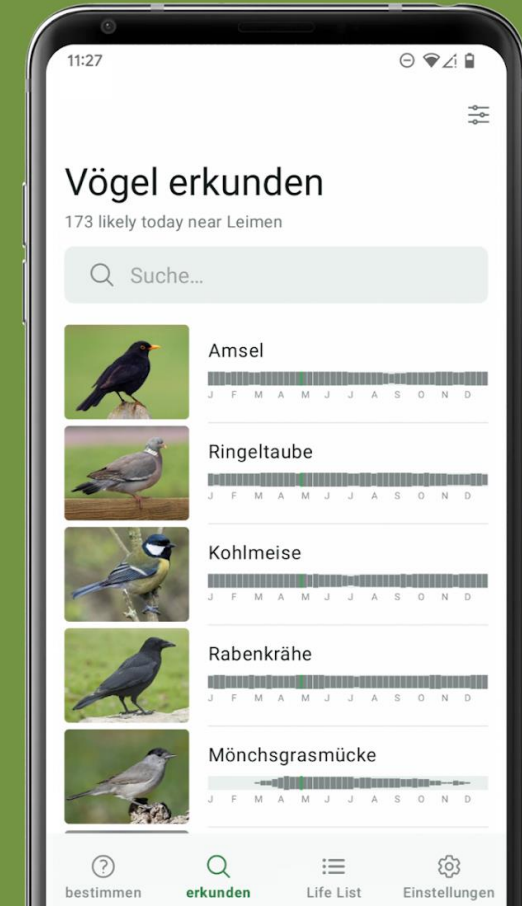 11:27
Vögel erkunden
173 likely today near Leimen
Suche...
Amsel
J F M A M J J A S O N D
Ringeltaube
J F M A M J J A S O N D
Kohlmeise
J F M A M J J A S O N D
Rabenkrähe
J F M A M J J A S O N D
Mönchsgrasmücke
J F M A M J J A S O N D
bestimmen erkunden Life List Einstellungen